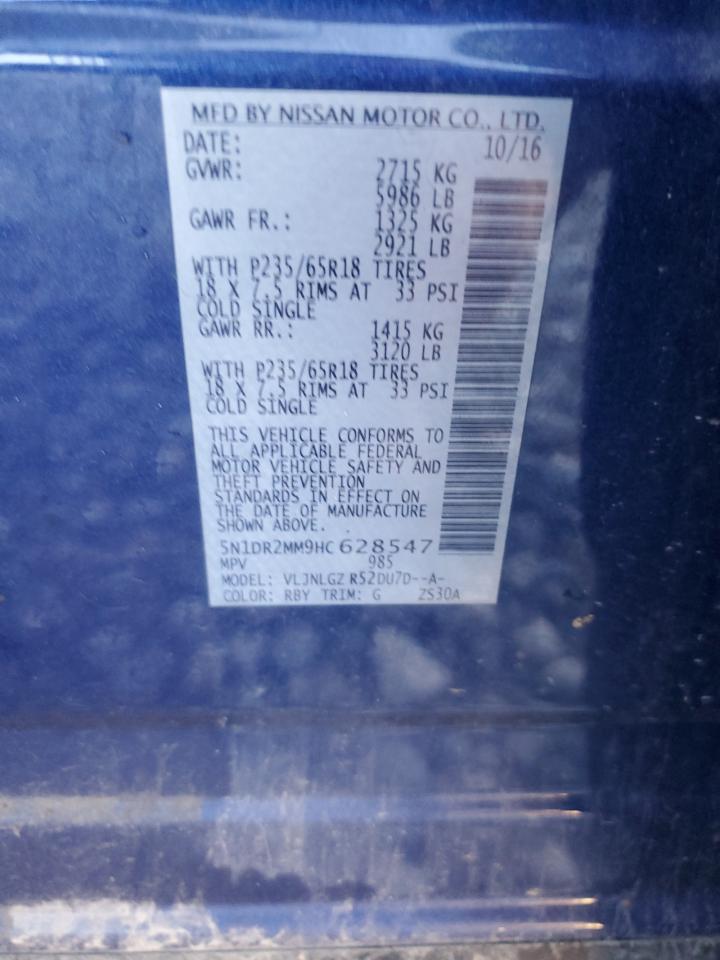 MFD BY NISSAN MOTOR CO., LTD.
DATE: 10/16
GVWR: 2715 KG
5986 LB
GAWR FR.: 1325 KG
2921 LB
WITH P235/65R18 TIRES
18 X 7.5 RIMS AT 33 PSI
COLD SINGLE
GAWR RR.: 1415 KG
3120 LB
WITH P235/65R18 TIRES
18 X 7.5 RIMS AT 33 PSI
COLD SINGLE
THIS VEHICLE CONFORMS TO
ALL APPLICABLE FEDERAL
MOTOR VEHICLE SAFETY AND
THEFT PREVENTION
STANDARDS IN EFFECT ON
THE DATE OF MANUFACTURE
SHOWN ABOVE.
5N1DR2MM9HC628547
MPV 985
MODEL: VLJNLGZ R52DU7D--A-
COLOR: RBY TRIM: G ZS30A